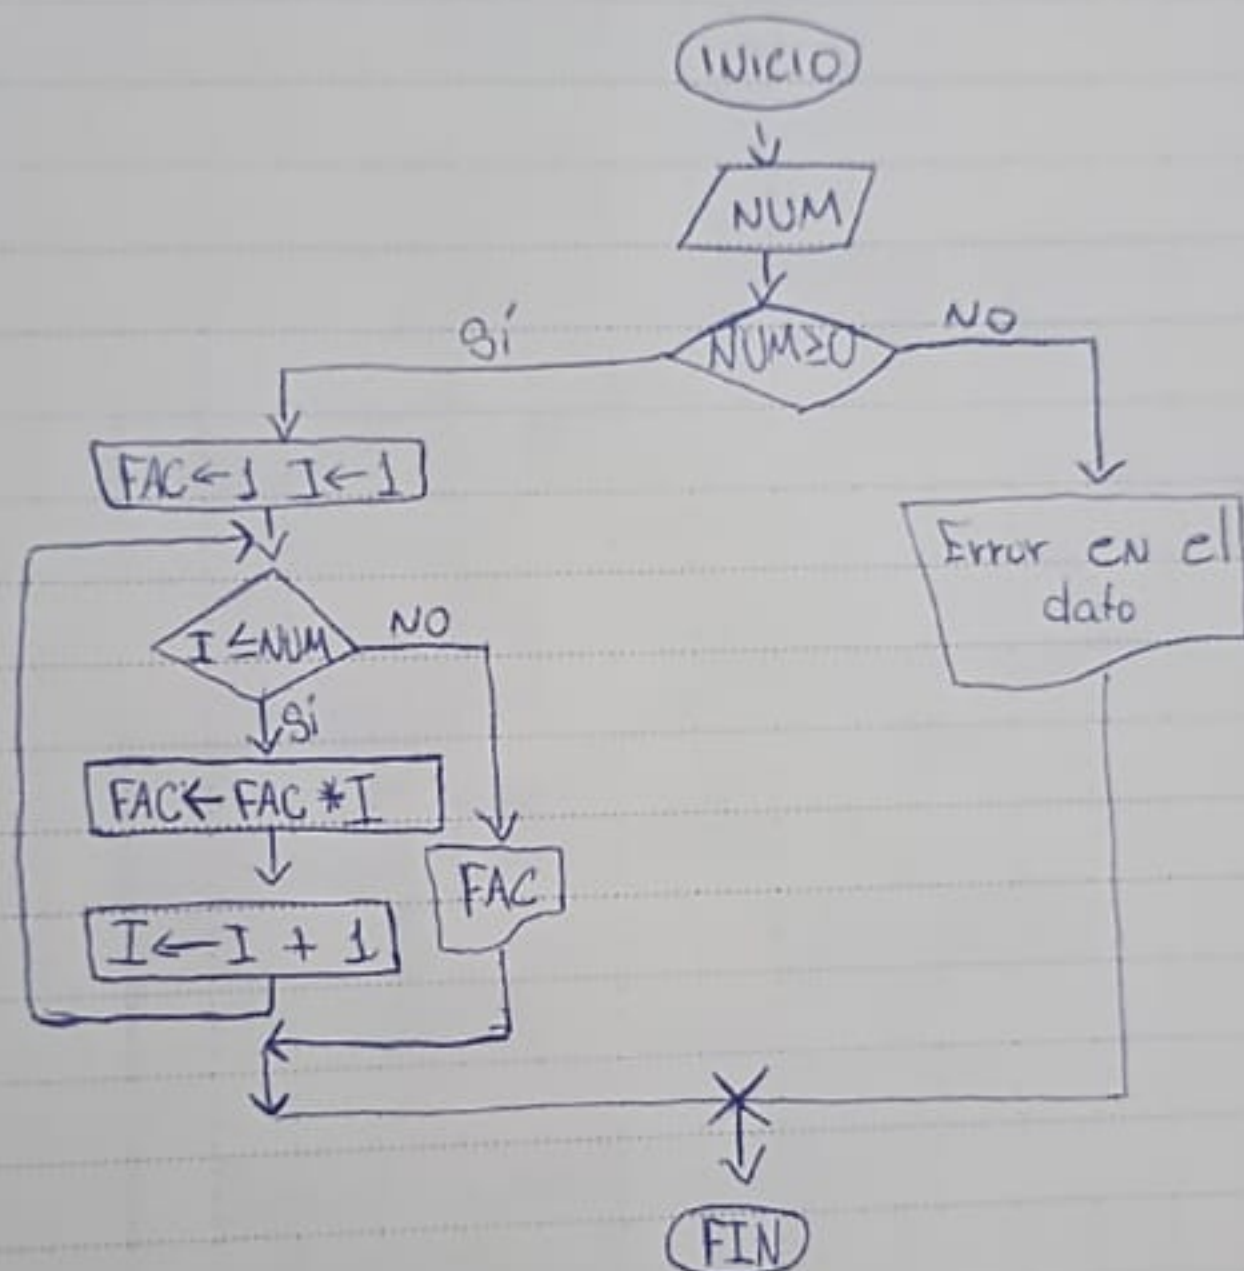 INICIO
NUM
NUM≥0
Sí
NO
FAC←1 I←1
Error en el
dato
I≤NUM
NO
Sí
FAC←FAC*I
FAC
I←I + 1
FIN